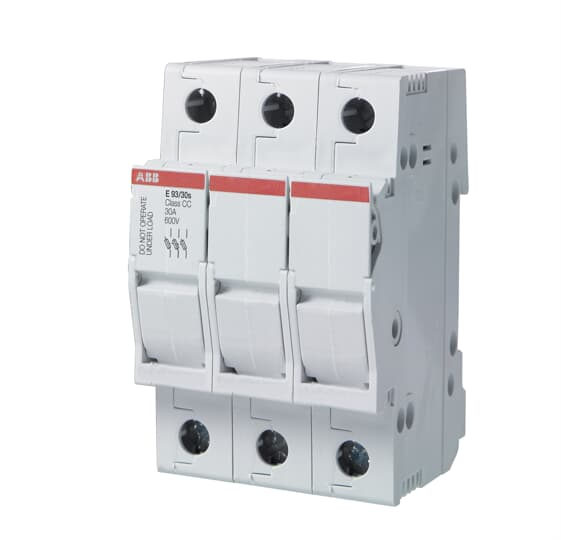 ABB
E 93/30s
Class CC
30A
600V
DO NOT OPERATE
UNDER LOAD